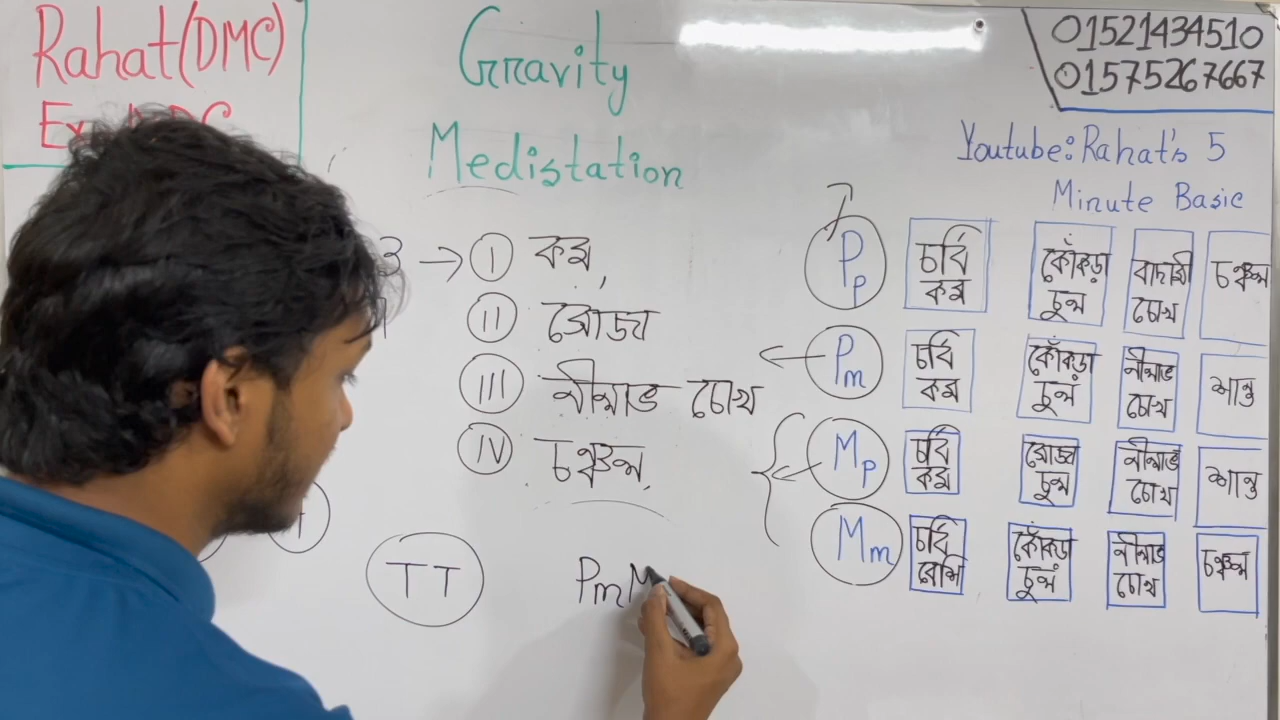 Rahat(DMC)
Gravity
Medistation
01521434510
01575267667
Youtube: Rahat's 5
Minute Basic
3 → I কম,
II সোজা
III নীলাভ চোখ
IV চঞ্চল,
TT
PmM
Pp চর্বি কম কোঁকড়া চুল বাদামী চোখ চঞ্চল
Pm চর্বি কম কোঁকড়া চুল নীলাভ চোখ শান্ত
Mp চর্বি কম সোজা চুল নীলাভ চোখ শান্ত
Mm চর্বি বেশি কোঁকড়া চুল নীলাভ চোখ চঞ্চল